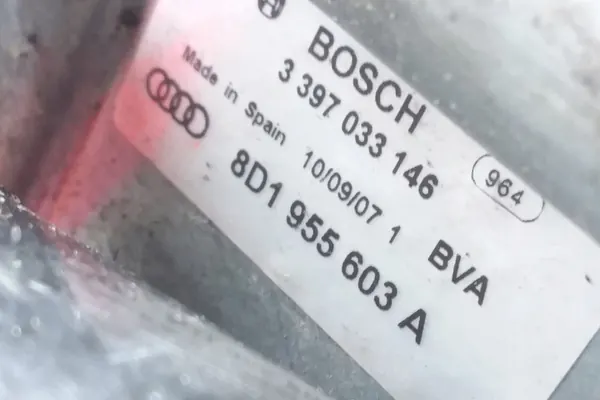 BOSCH
3 397 033 146
964
Made in Spain
10/09/07 1
BVA
8D1 955 603 A